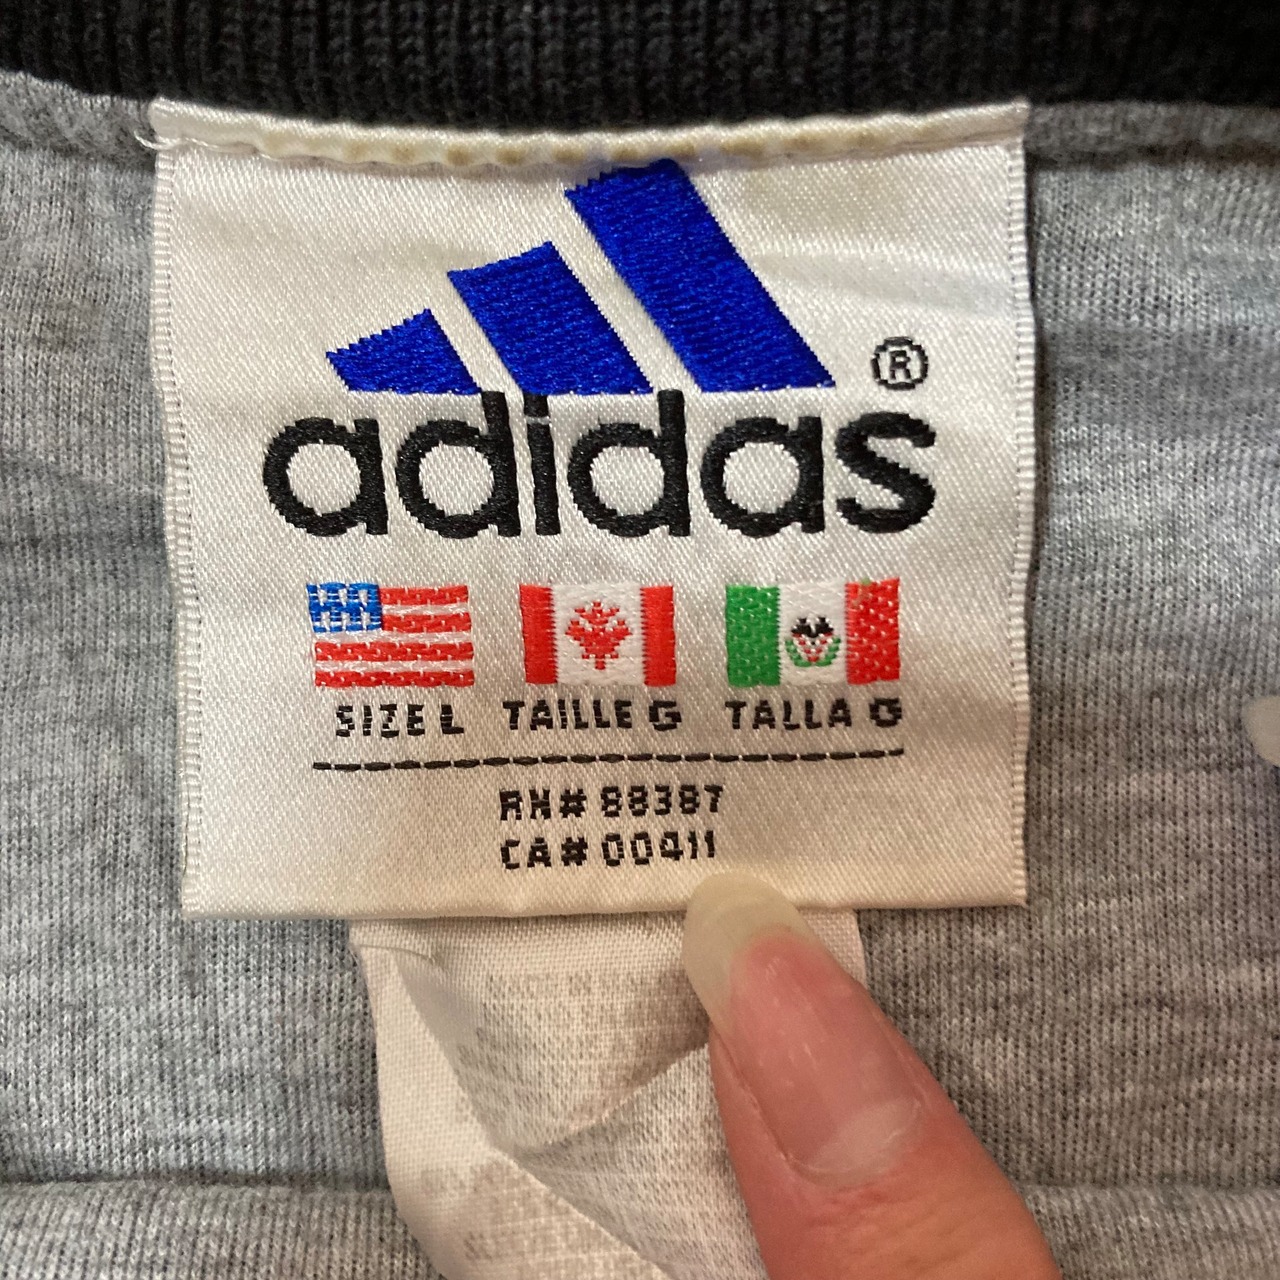 adidas ®
SIZE L TAILLE G TALLA G
RN# 88387
CA# 00411